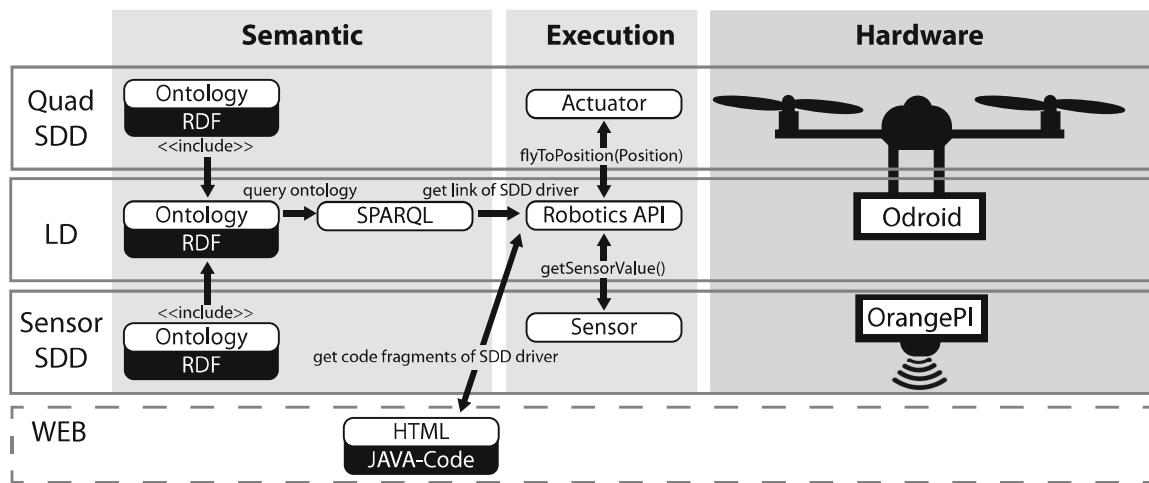 Semantic
Execution
Hardware
Quad
SDD
Ontology
RDF
<<include>>
Actuator
flyToPosition(Position)
LD
Ontology
RDF
query ontology
SPARQL
get link of SDD driver
Robotics API
getSensorValue()
Odroid
Sensor
SDD
<<include>>
Ontology
RDF
Sensor
get code fragments of SDD driver
OrangePI
WEB
HTML
JAVA-Code